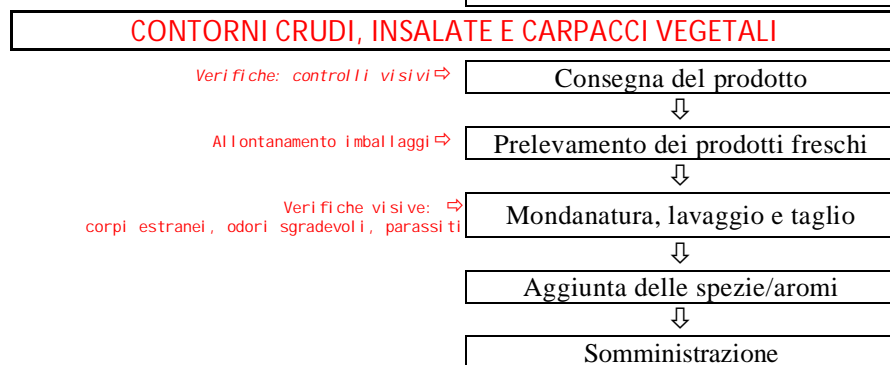 CONTORNI CRUDI, INSALATE E CARPACCI VEGETALI
Verifiche: controlli visivi⇨
Consegna del prodotto
⇩
Allontanamento imballaggi⇨
Prelevamento dei prodotti freschi
⇩
Verifiche visive: ⇨
corpi estranei, odori sgradevoli, parassiti
Mondanatura, lavaggio e taglio
⇩
Aggiunta delle spezie/aromi
⇩
Somministrazione